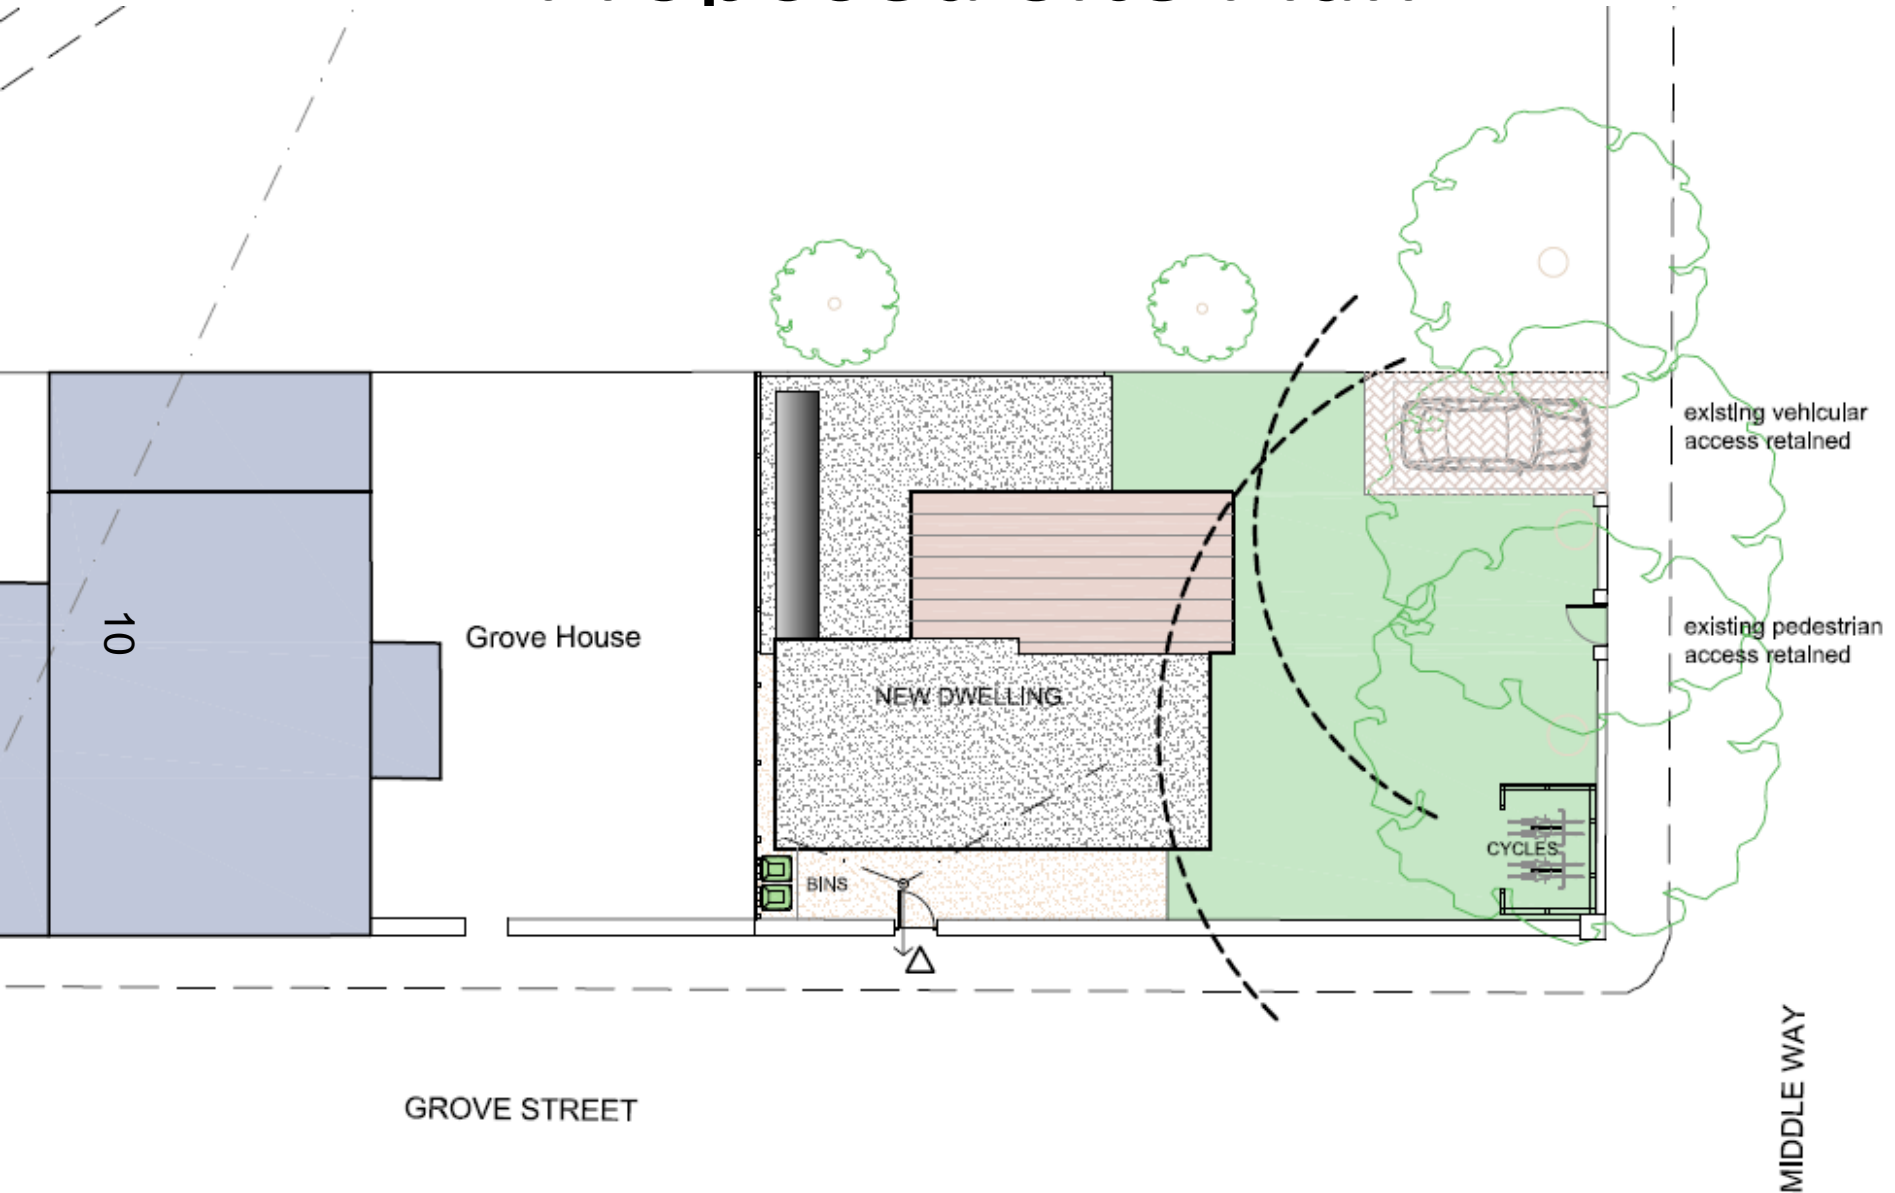 existing vehicular
access retained
10
Grove House
existing pedestrian
access retained
NEW DWELLING
CYCLES
BINS
GROVE STREET
MIDDLE WAY